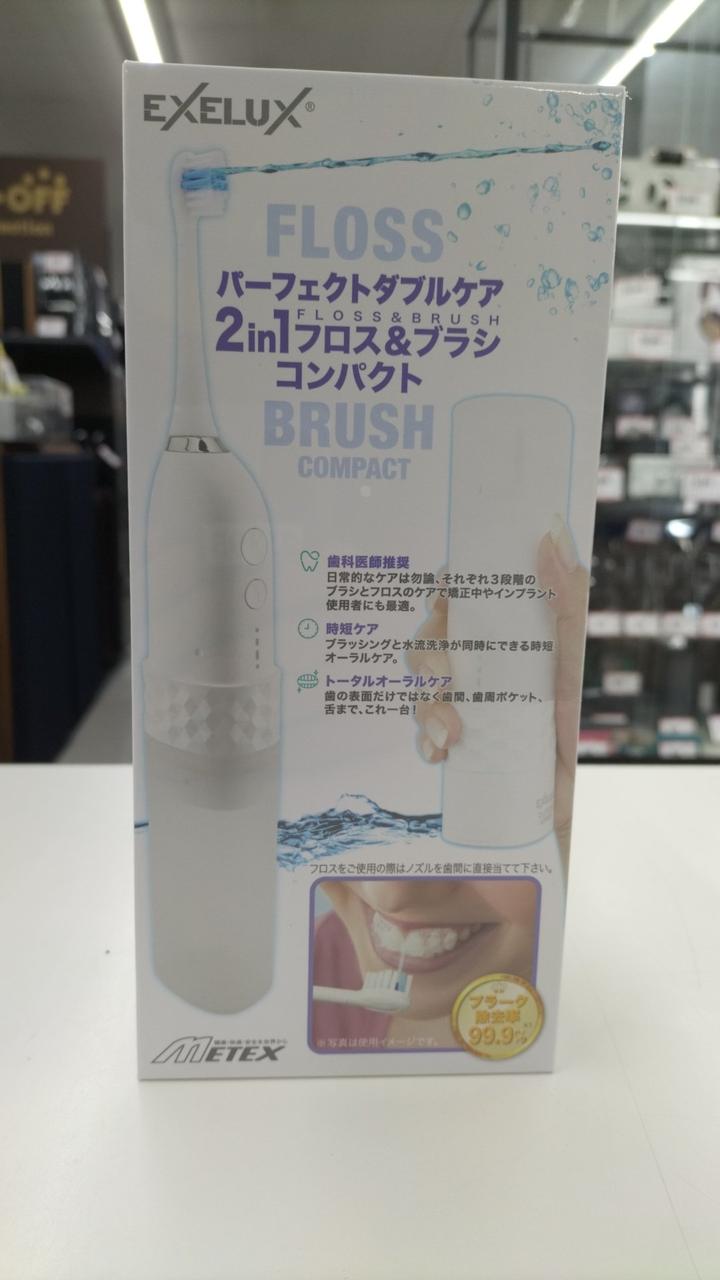 EXELUX®
FLOSS
パーフェクトダブルケア
FLOSS & BRUSH
2in1フロス&ブラシ
コンパクト
BRUSH
COMPACT
歯科医師推奨
日常的なケアは勿論、それぞれ3段階の
ブラシとフロスのケアで矯正中やインプラント
使用者にも最適。
時短ケア
ブラッシングと水流洗浄が同時にできる時短
オーラルケア。
トータルオーラルケア
歯の表面だけではなく歯間、歯周ポケット、
舌まで、これ一台!
フロスをご使用の際はノズルを歯間に直接当てて下さい。
プラーク
除去率
99.9%
※写真は使用イメージです。
METEX
-off